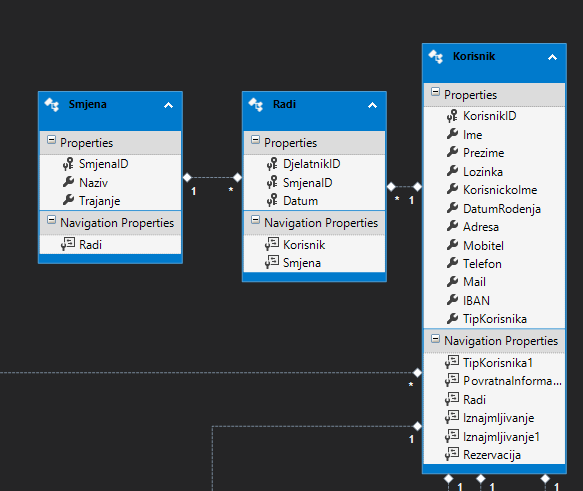 Smjena
Properties
SmjenaID
Naziv
Trajanje
Navigation Properties
Radi
1
*
Radi
Properties
DjelatnikID
SmjenaID
Datum
Navigation Properties
Korisnik
Smjena
*
1
Korisnik
Properties
KorisnikID
Ime
Prezime
Lozinka
KorisnickoIme
DatumRodenja
Adresa
Mobitel
Telefon
Mail
IBAN
TipKorisnika
Navigation Properties
TipKorisnika1
PovratnaInforma...
Radi
Iznajmljivanje
Iznajmljivanje1
Rezervacija
*
1
1
1
1